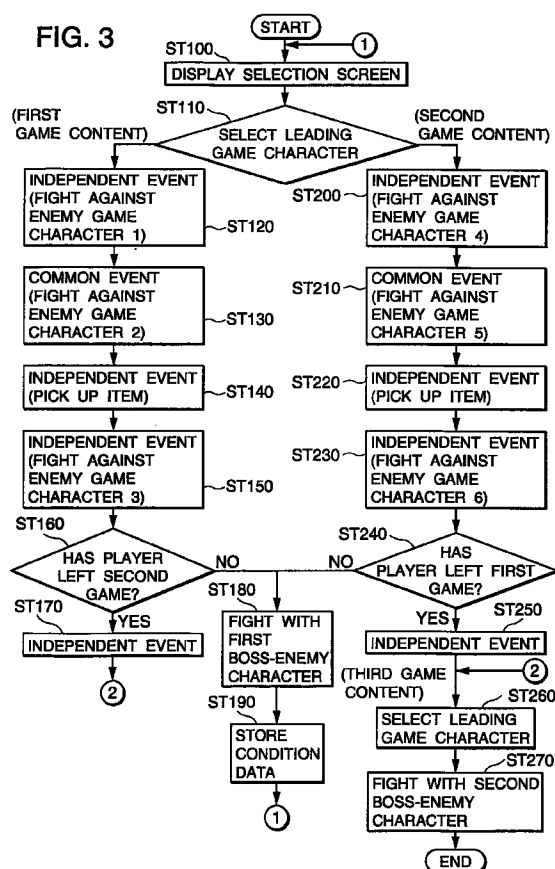 FIG. 3
START
1
ST100
DISPLAY SELECTION SCREEN
ST110
(FIRST
GAME CONTENT)
SELECT LEADING
GAME CHARACTER
(SECOND
GAME CONTENT)
INDEPENDENT EVENT
(FIGHT AGAINST
ENEMY GAME
CHARACTER 1)
ST120
COMMON EVENT
(FIGHT AGAINST
ENEMY GAME
CHARACTER 2)
ST130
INDEPENDENT EVENT
(PICK UP ITEM)
ST140
INDEPENDENT EVENT
(FIGHT AGAINST
ENEMY GAME
CHARACTER 3)
ST150
ST160
HAS PLAYER
LEFT SECOND
GAME?
NO
YES
ST170
INDEPENDENT EVENT
2
ST180
FIGHT WITH
FIRST
BOSS-ENEMY
CHARACTER
ST190
STORE
CONDITION
DATA
1
ST200
INDEPENDENT EVENT
(FIGHT AGAINST
ENEMY GAME
CHARACTER 4)
ST210
COMMON EVENT
(FIGHT AGAINST
ENEMY GAME
CHARACTER 5)
ST220
INDEPENDENT EVENT
(PICK UP ITEM)
ST230
INDEPENDENT EVENT
(FIGHT AGAINST
ENEMY GAME
CHARACTER 6)
ST240
NO
HAS
PLAYER LEFT FIRST
GAME?
YES
ST250
INDEPENDENT EVENT
2
(THIRD GAME
CONTENT)
ST260
SELECT LEADING
GAME CHARACTER
ST270
FIGHT WITH SECOND
BOSS-ENEMY
CHARACTER
END